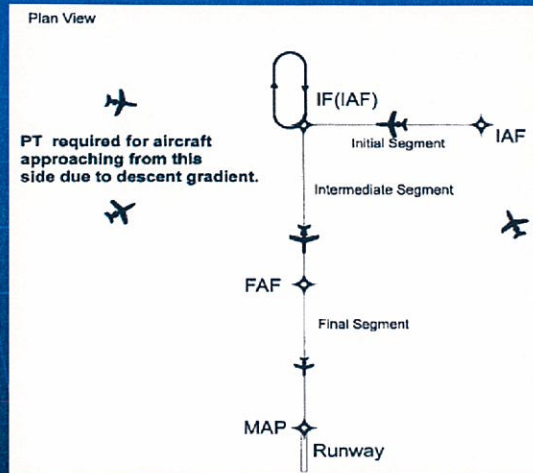 Plan View
IF(IAF)
IAF
Initial Segment
PT required for aircraft
approaching from this
side due to descent gradient.
Intermediate Segment
FAF
Final Segment
MAP
Runway